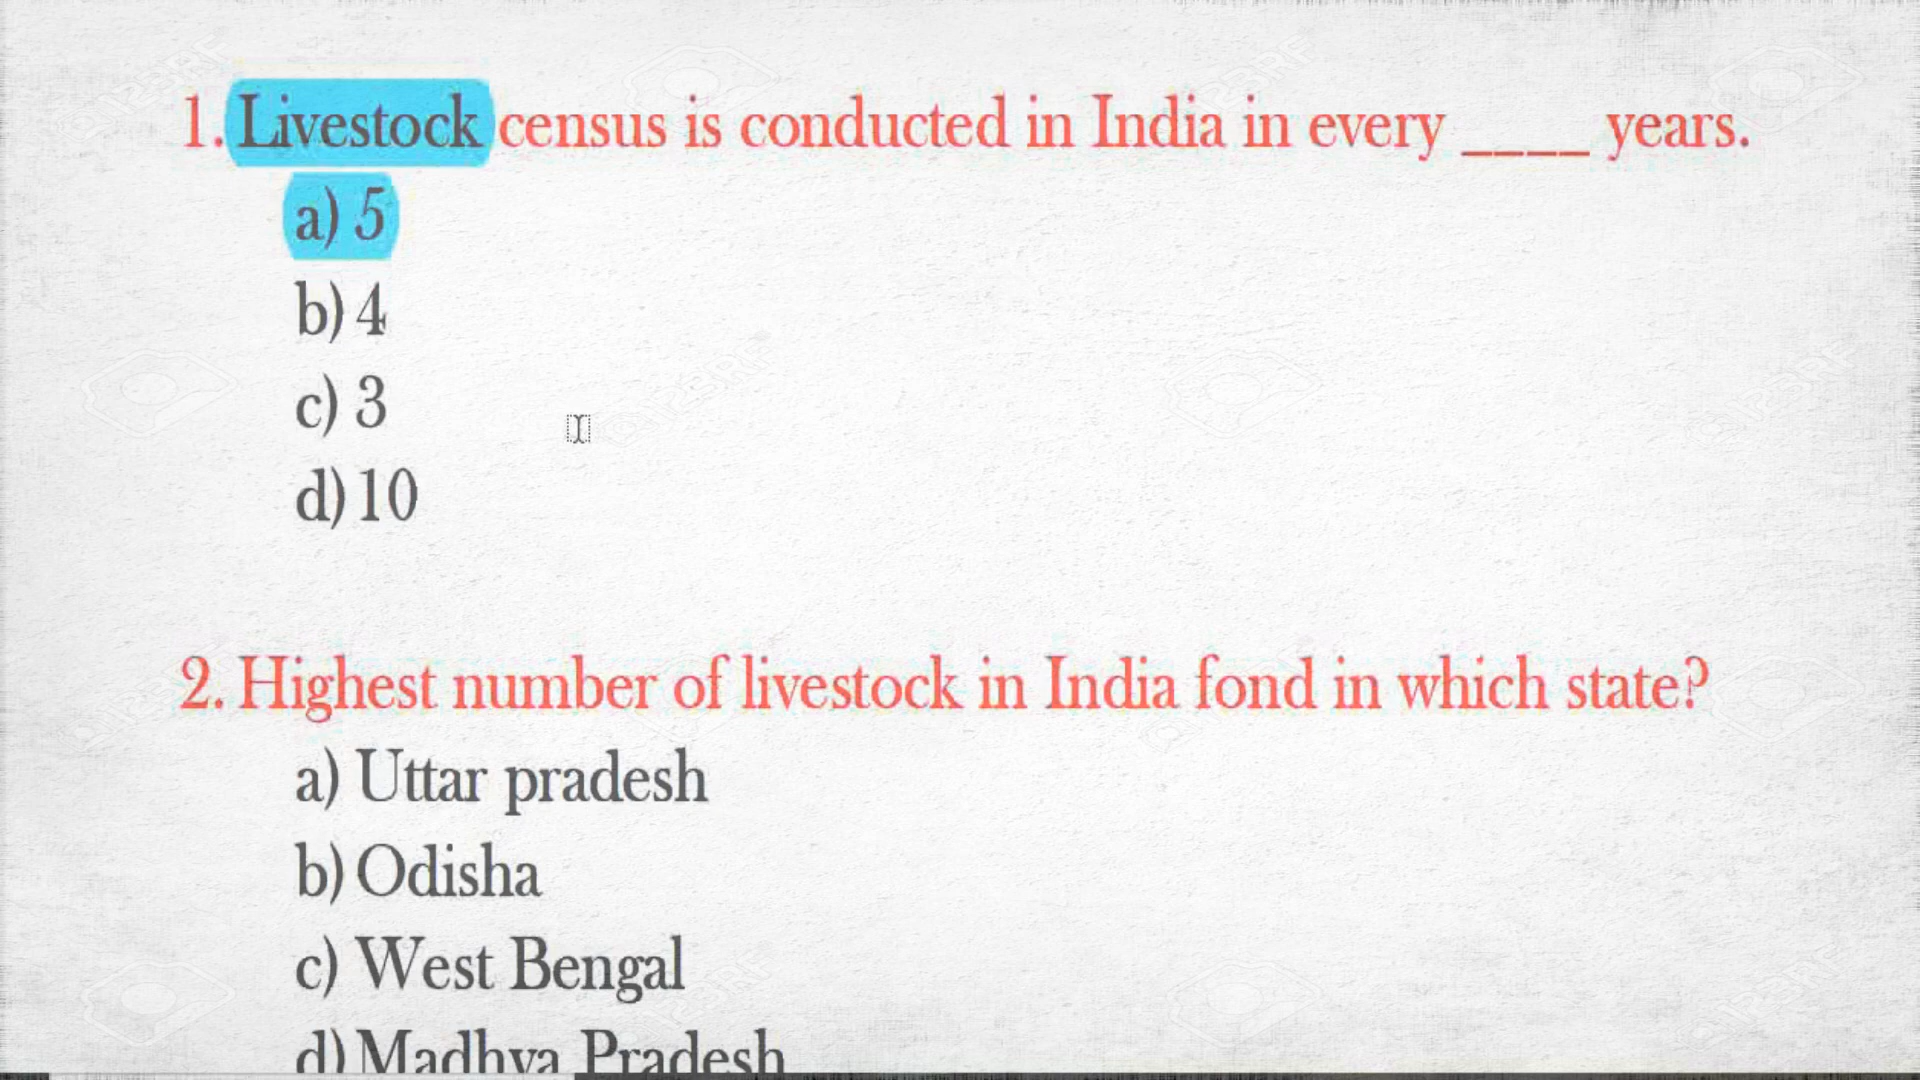 1. Livestock census is conducted in India in every ____ years.
a) 5
b) 4
c) 3
d) 10
2. Highest number of livestock in India fond in which state?
a) Uttar pradesh
b) Odisha
c) West Bengal
d) Madhya Pradesh